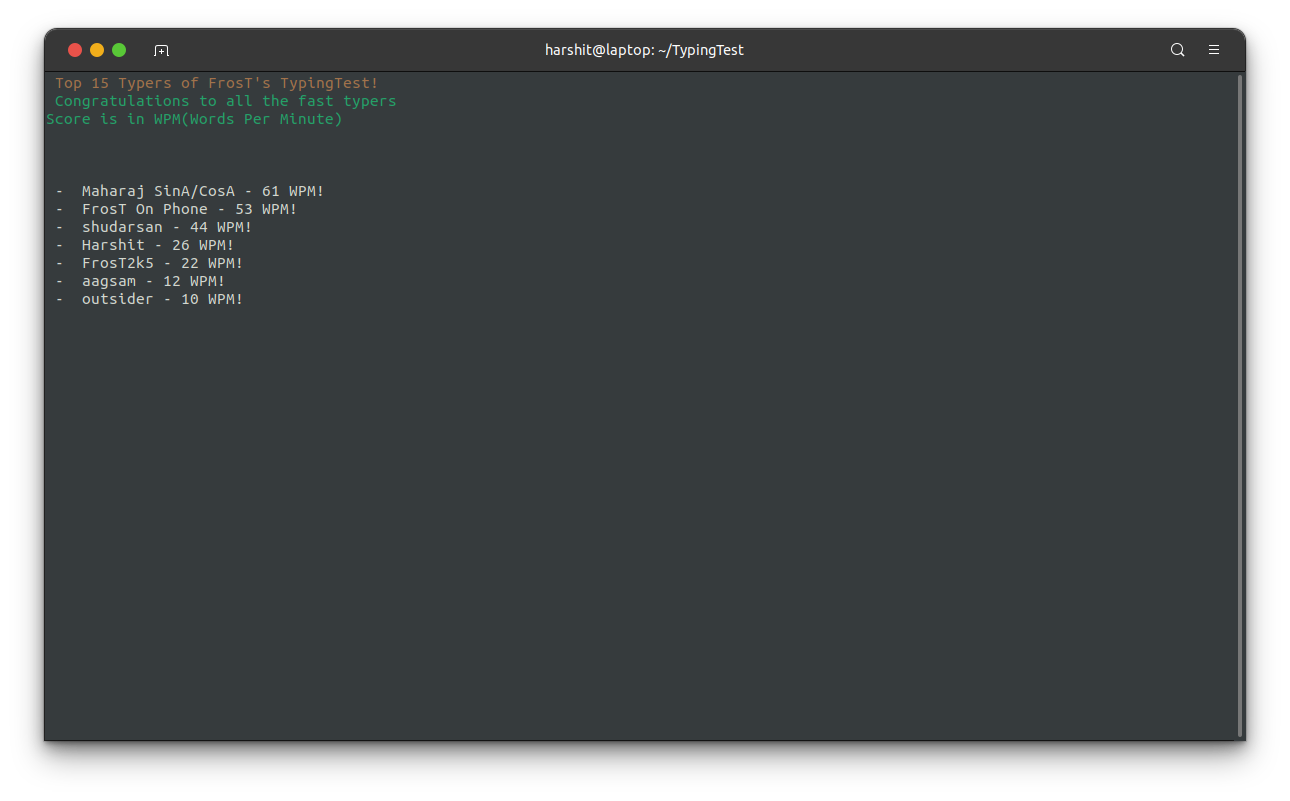 harshit@laptop: ~/TypingTest
Top 15 Typers of FrosT's TypingTest!
Congratulations to all the fast typers
Score is in WPM(Words Per Minute)
- Maharaj SinA/CosA - 61 WPM!
- FrosT On Phone - 53 WPM!
- shudarsan - 44 WPM!
- Harshit - 26 WPM!
- FrosT2k5 - 22 WPM!
- aagsam - 12 WPM!
- outsider - 10 WPM!